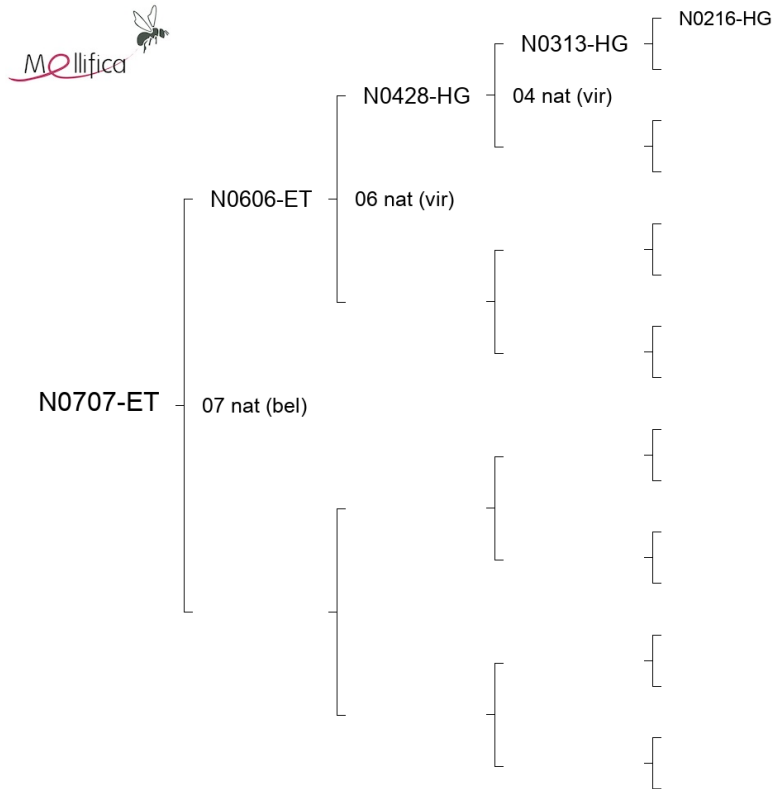 Mellifica
N0216-HG
N0313-HG
N0428-HG
04 nat (vir)
N0606-ET
06 nat (vir)
N0707-ET
07 nat (bel)